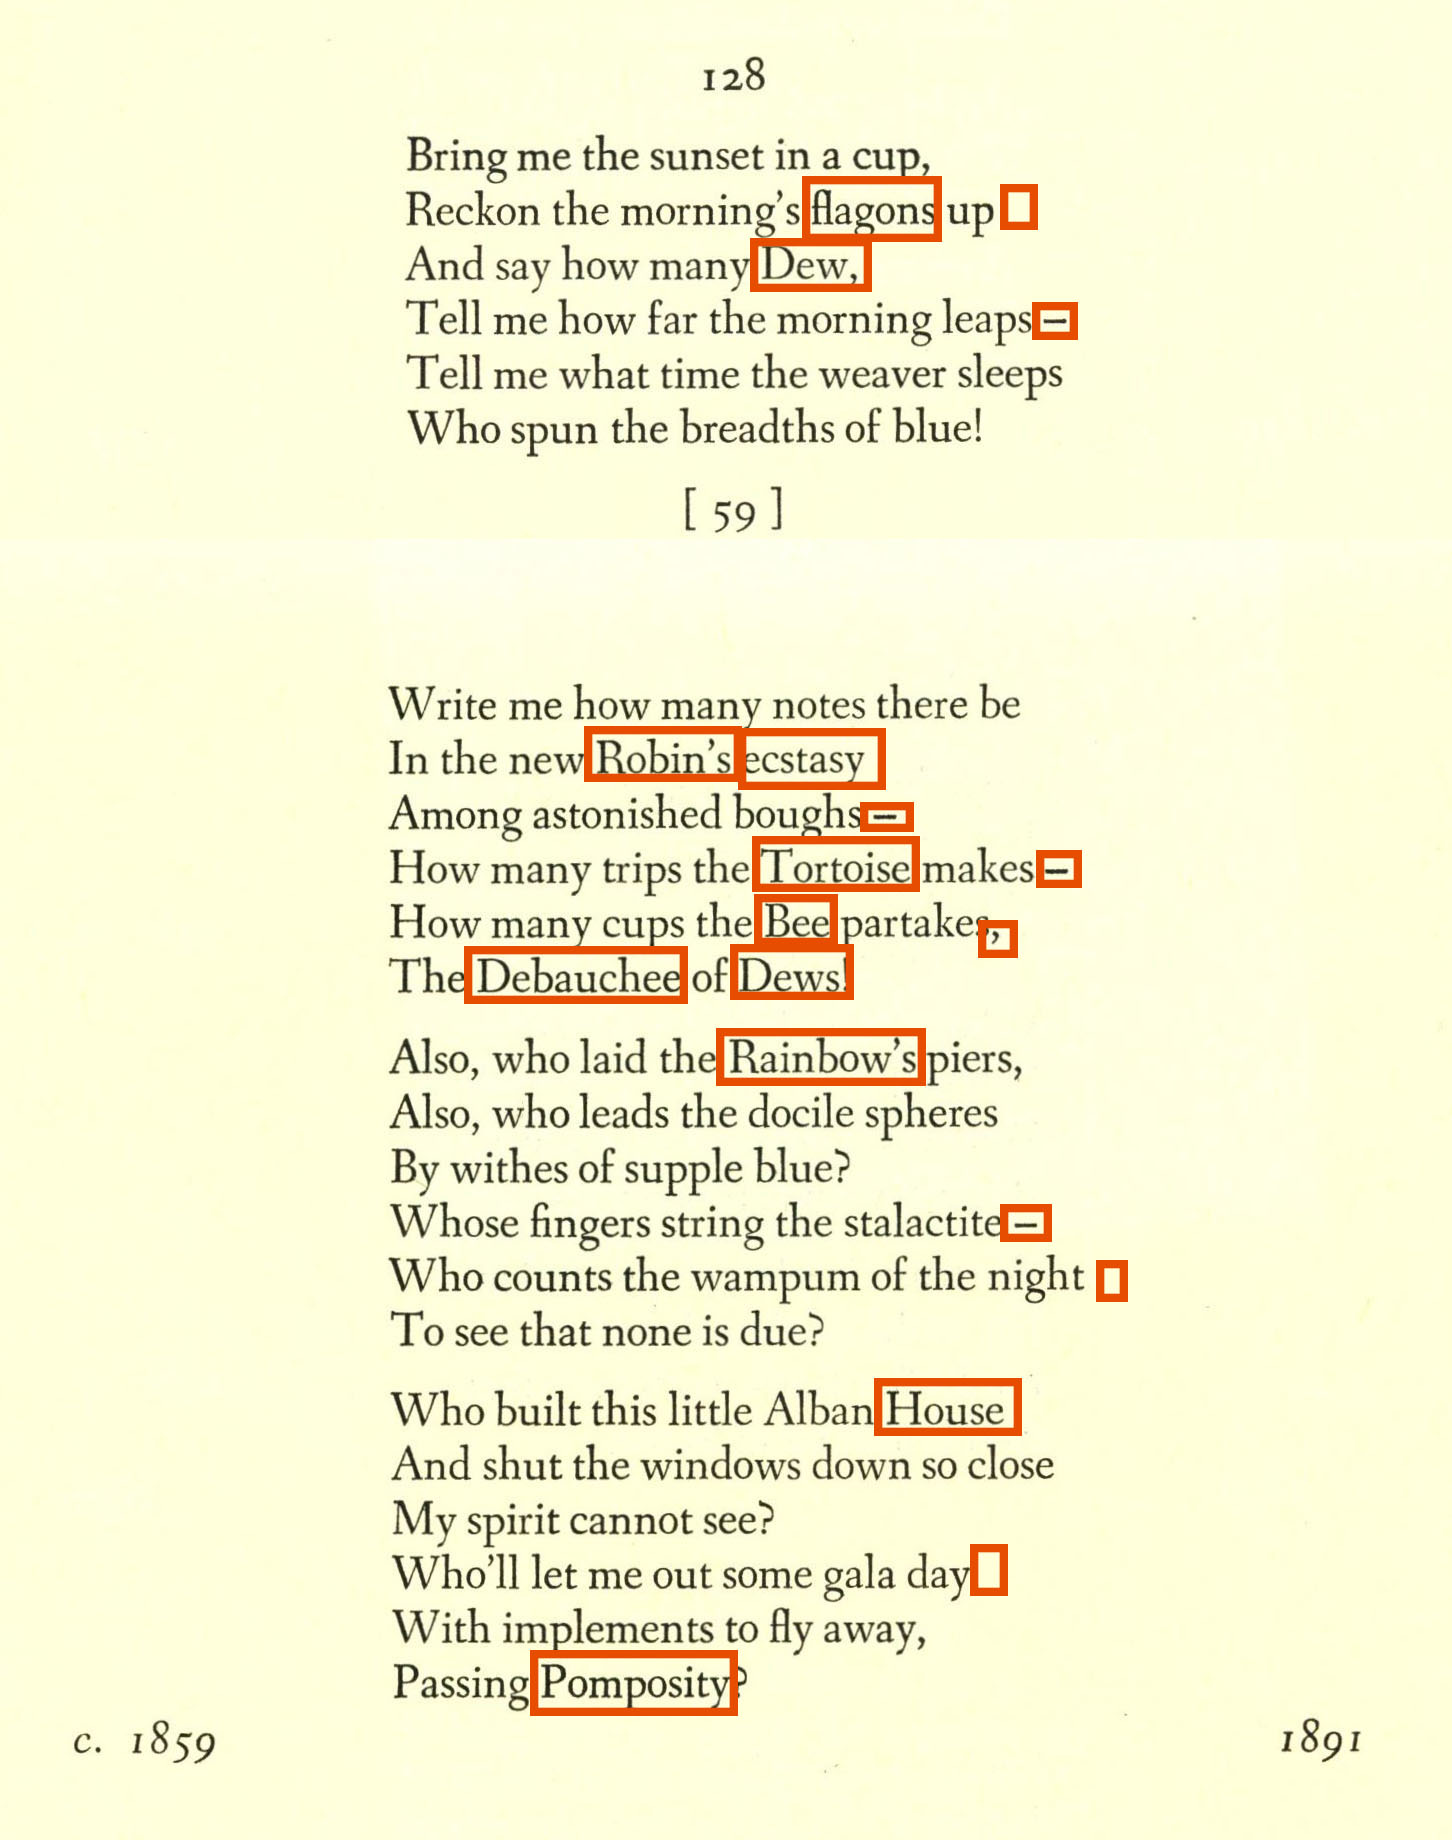 128
Bring me the sunset in a cup,
Reckon the morning's flagons up
And say how many Dew,
Tell me how far the morning leaps –
Tell me what time the weaver sleeps
Who spun the breadths of blue!
[ 59 ]
Write me how many notes there be
In the new Robin's ecstasy
Among astonished boughs –
How many trips the Tortoise makes –
How many cups the Bee partakes,
The Debauchee of Dews!
Also, who laid the Rainbow's piers,
Also, who leads the docile spheres
By withes of supple blue?
Whose fingers string the stalactite –
Who counts the wampum of the night
To see that none is due?
Who built this little Alban House
And shut the windows down so close
My spirit cannot see?
Who'll let me out some gala day
With implements to fly away,
Passing Pomposity?
c. 1859 1891